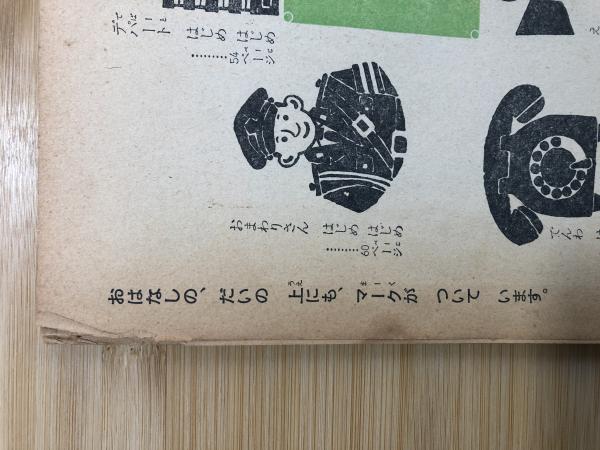 え
デパート はじめ はじめ
………54ページ
おまわりさん はじめ はじめ
………60ページ
でんわ は
おはなしの、だいの 上にも、マークが ついて います。